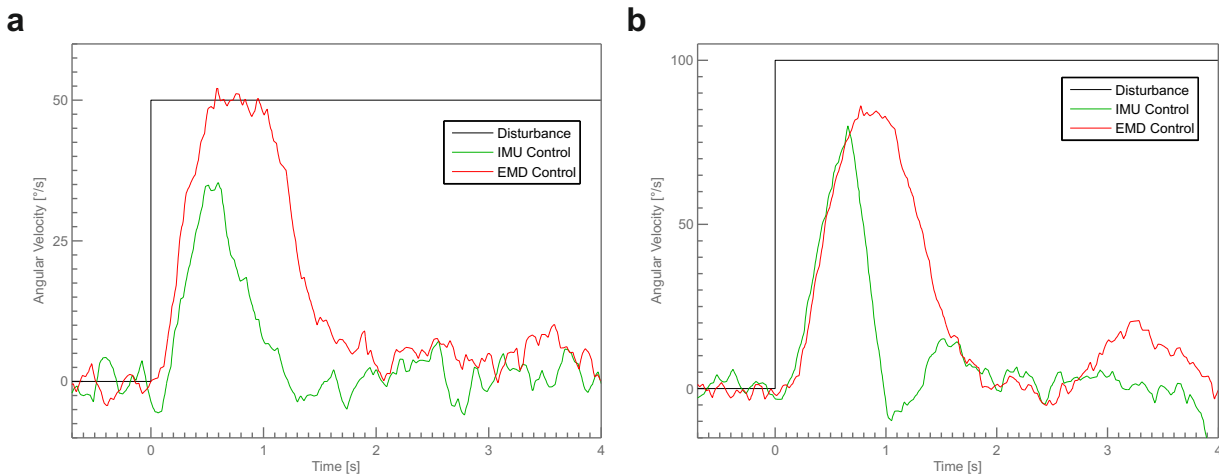 a
50
25
0
Angular Velocity [°/s]
Disturbance
IMU Control
EMD Control
0
1
2
3
4
Time [s]
b
100
50
0
Angular Velocity [°/s]
Disturbance
IMU Control
EMD Control
0
1
2
3
4
Time [s]